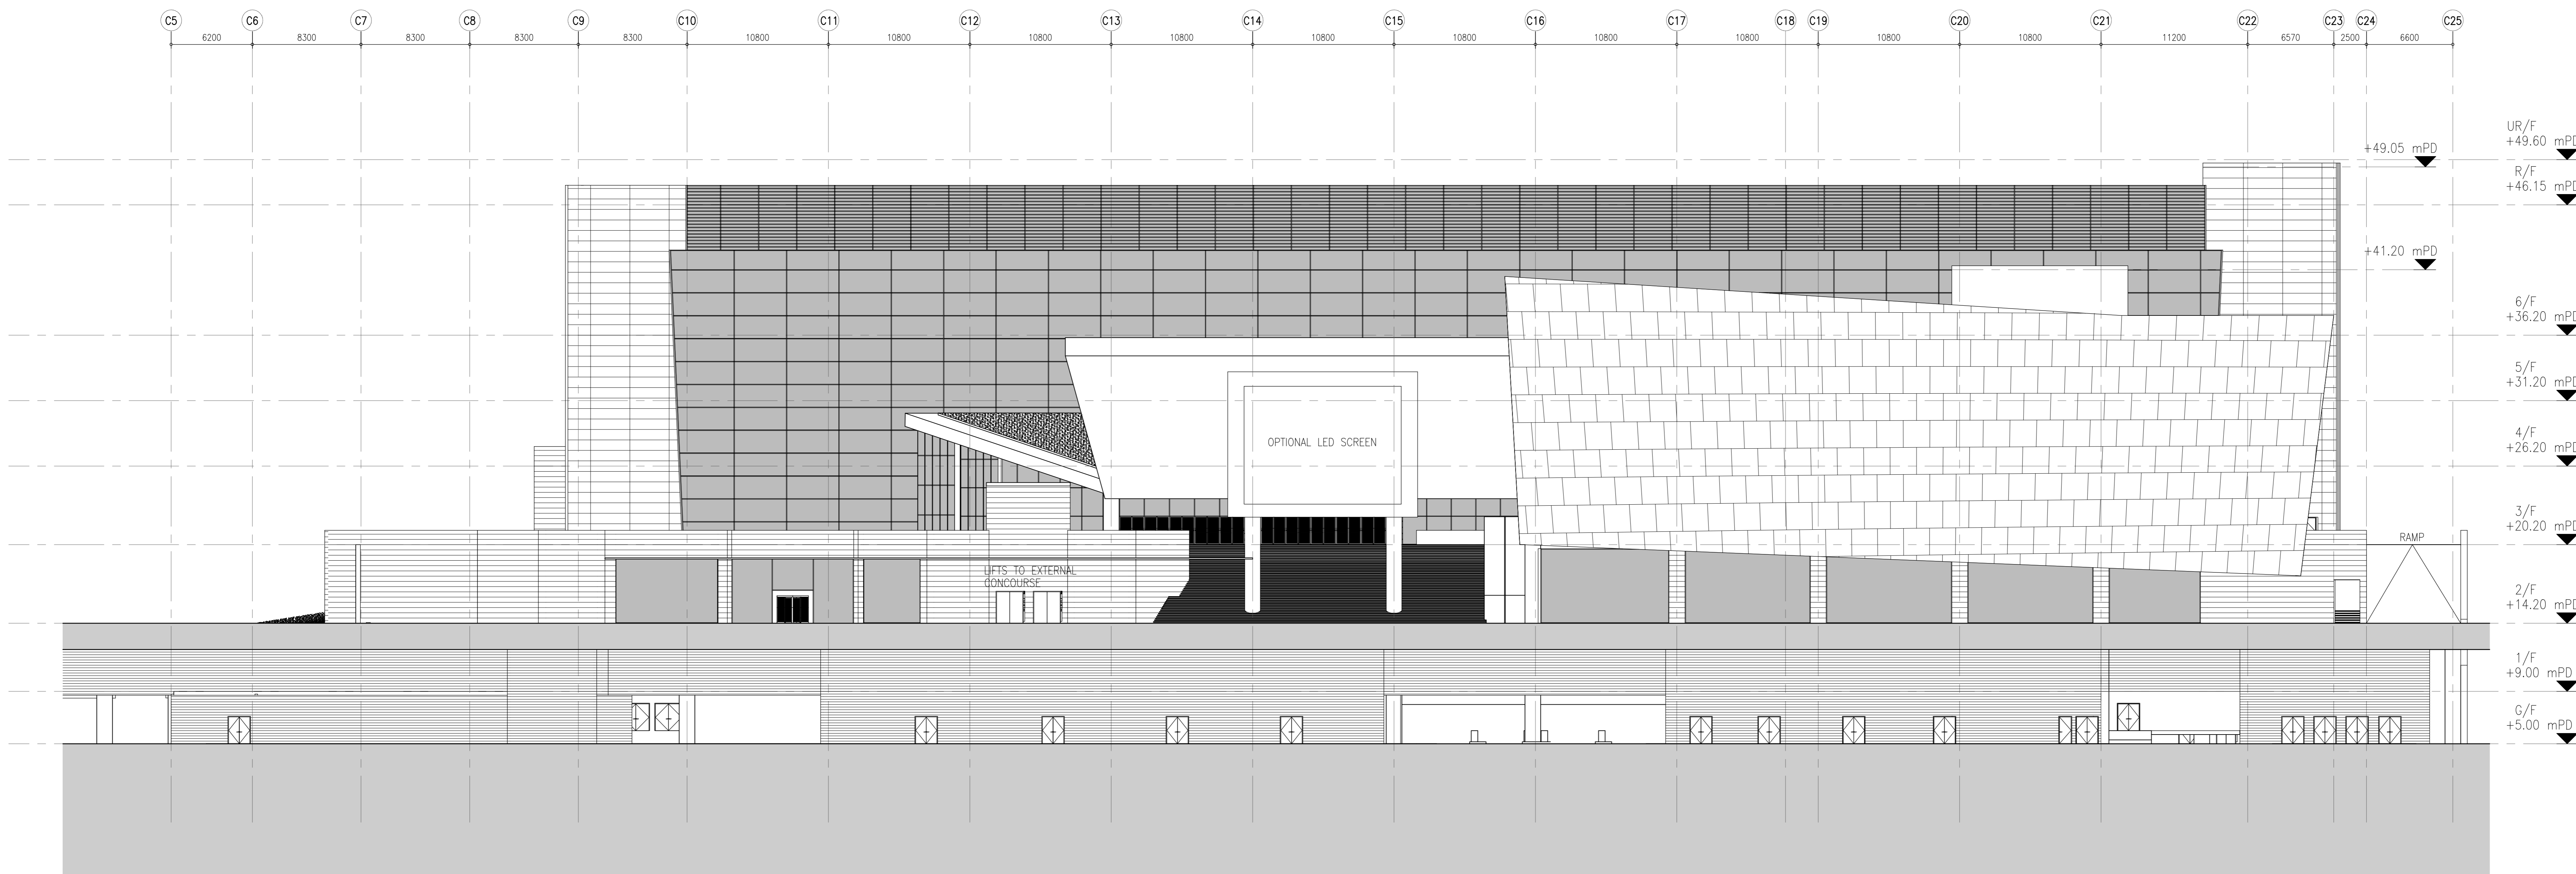 C5 C6 C7 C8 C9 C10 C11 C12 C13 C14 C15 C16 C17 C18 C19 C20 C21 C22 C23 C24 C25
6200 8300 8300 8300 8300 10800 10800 10800 10800 10800 10800 10800 10800 10800 10800 11200 6570 2500 6600
UR/F
+49.60 mPD
+49.05 mPD
R/F
+46.15 mPD
+41.20 mPD
6/F
+36.20 mPD
5/F
+31.20 mPD
OPTIONAL LED SCREEN
4/F
+26.20 mPD
3/F
+20.20 mPD
RAMP
LIFTS TO EXTERNAL
CONCOURSE
2/F
+14.20 mPD
1/F
+9.00 mPD
G/F
+5.00 mPD